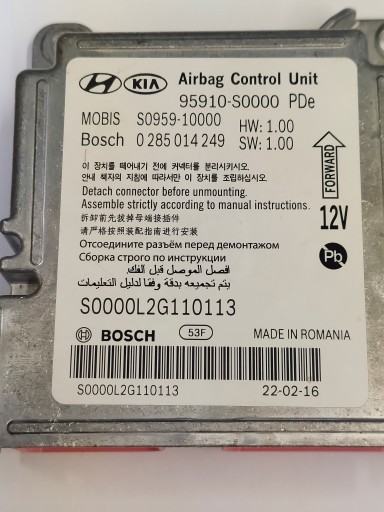 HYUNDAI KIA Airbag Control Unit
95910-S0000 PDe
MOBIS S0959-10000 HW: 1.00
Bosch 0 285 014 249 SW: 1.00
이 장치를 떼어내기 전에 커넥터를 분리하시오.
안내 책자의 지침에 따라서만 이 장치를 조립하십시오.
Detach connector before unmounting.
Assemble strictly according to manual instructions.
拆卸前先拔掉母端接插件
请严格按照装配指南进行安装
Отсоедините разъём перед демонтажом
Сборка строго по инструкции
افصل الموصل قبل الفك
يتم تجميعه بدقة وفقا لدليل التعليمات
FORWARD
12V
Pb
S0000L2G110113
BOSCH 53F MADE IN ROMANIA
S0000L2G110113 22-02-16